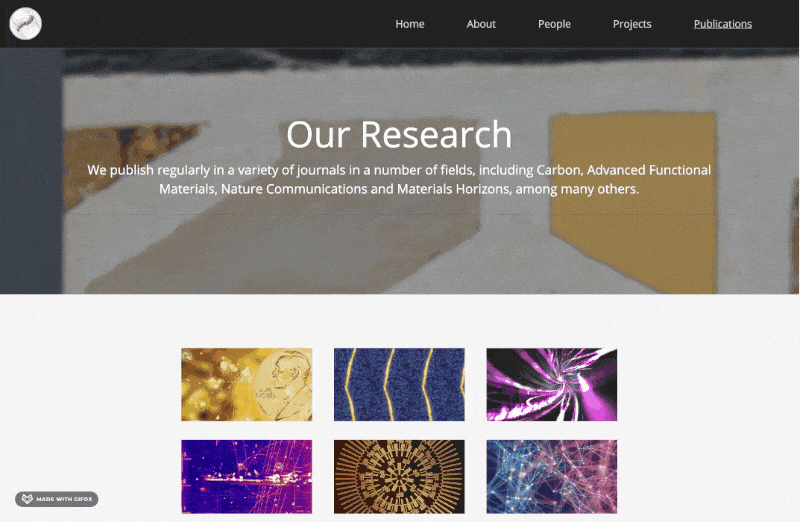 Home About People Projects Publications
Our Research
We publish regularly in a variety of journals in a number of fields, including Carbon, Advanced Functional
Materials, Nature Communications and Materials Horizons, among many others.
MADE WITH GIFOX